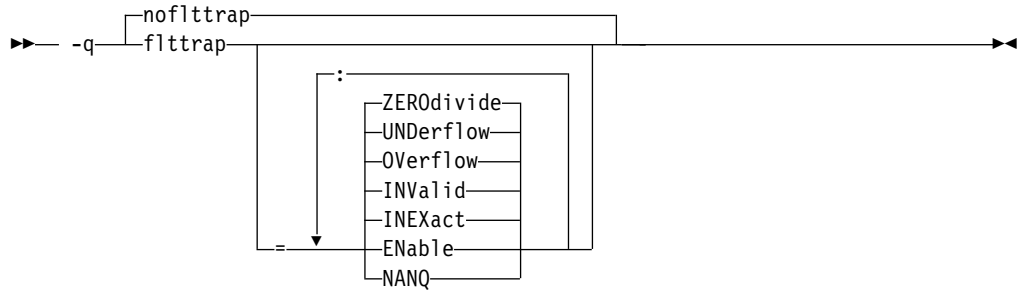 noflttrap
-q flttrap
:
ZEROdivide
UNDerflow
OVerflow
INValid
INEXact
= ENable
NANQ